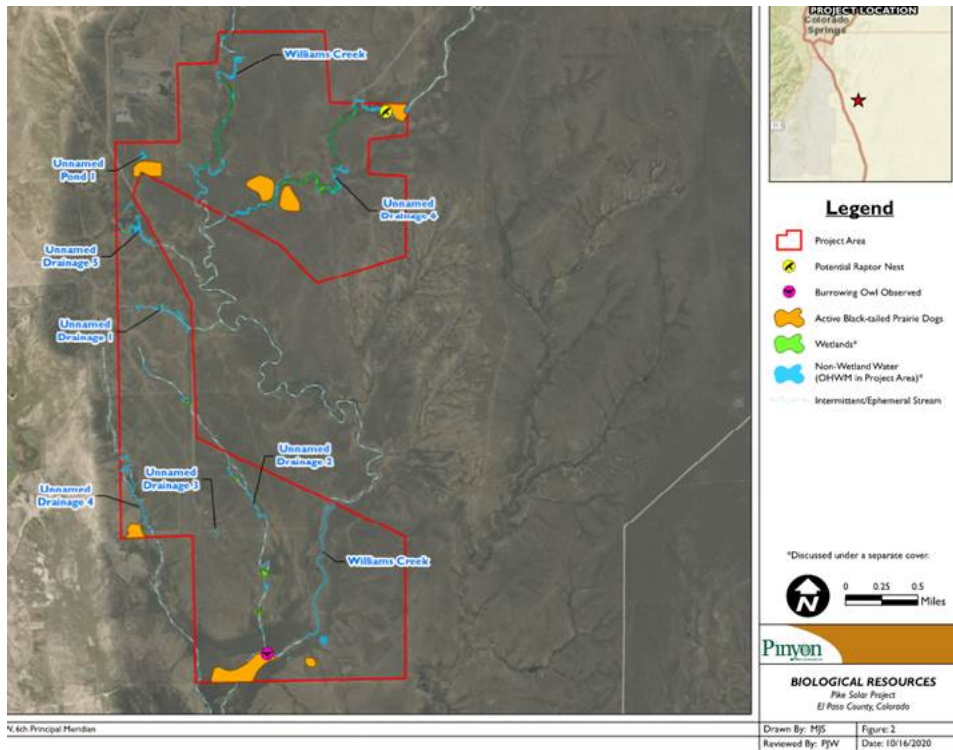 Williams Creek
Unnamed
Pond 1
Unnamed
Drainage 6
Unnamed
Drainage 5
Unnamed
Drainage 1
Unnamed
Drainage 2
Unnamed
Drainage 3
Unnamed
Drainage 4
Williams Creek
PROJECT LOCATION
Colorado
Springs
Legend
Project Area
Potential Raptor Nest
Burrowing Owl Observed
Active Black-tailed Prairie Dogs
Wetlands*
Non-Wetland Water
(OHWM in Project Area)*
Intermittent/Ephemeral Stream
*Discussed under a separate cover.
N
0 0.25 0.5
Miles
Pinyon
BIOLOGICAL RESOURCES
Pike Solar Project
El Paso County, Colorado
W, 6th Principal Meridian
Drawn By: MJS
Figure: 2
Reviewed By: PJW
Date: 10/16/2020